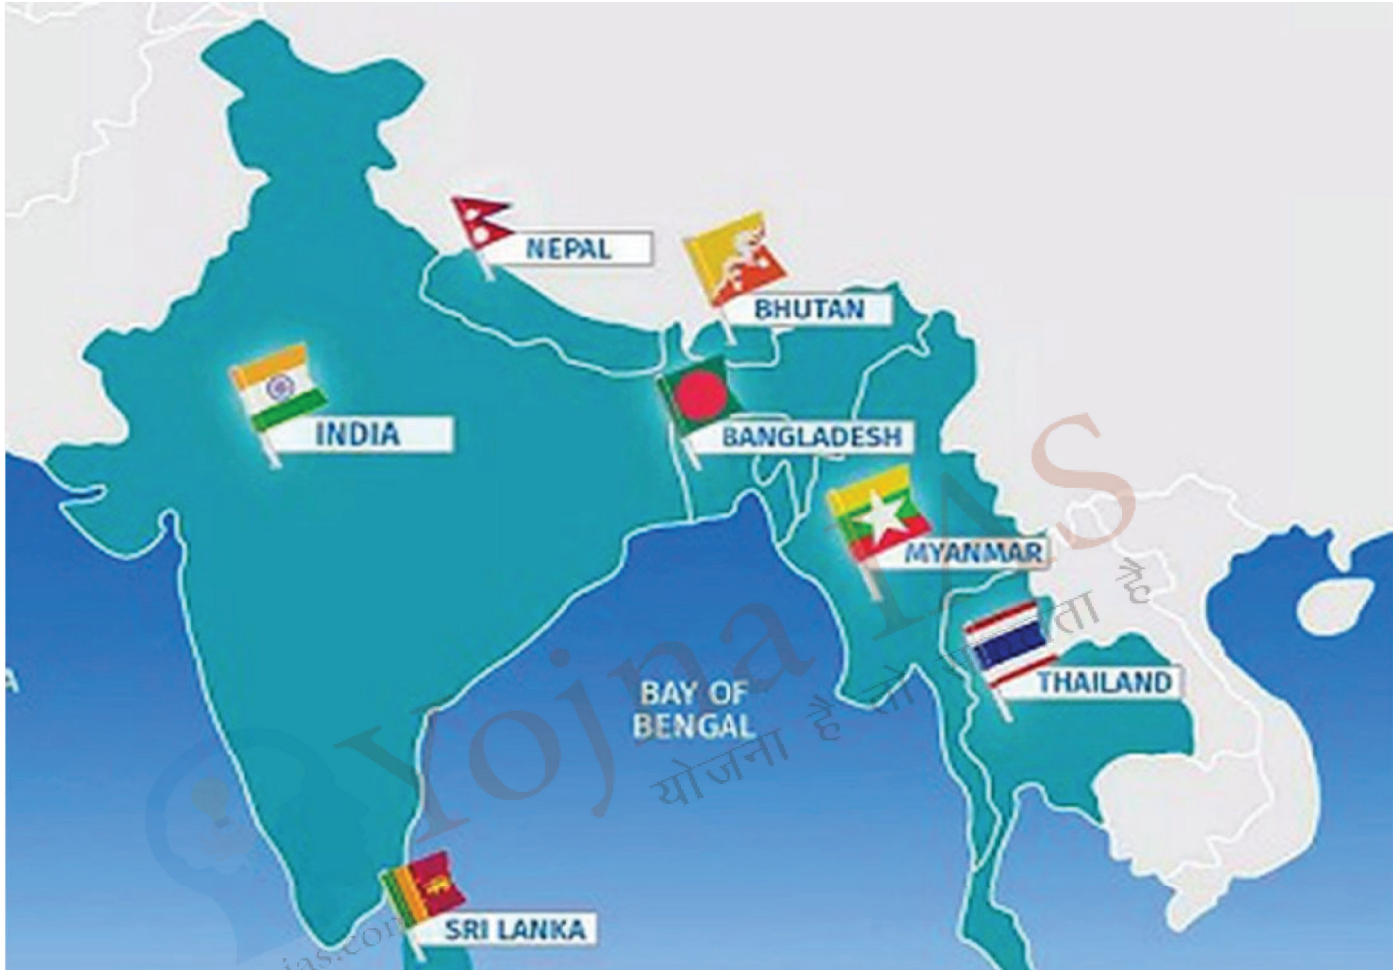 NEPAL
BHUTAN
INDIA
BANGLADESH
MYANMAR
THAILAND
BAY OF
BENGAL
SRI LANKA
Yojna IAS
योजना है तो
है